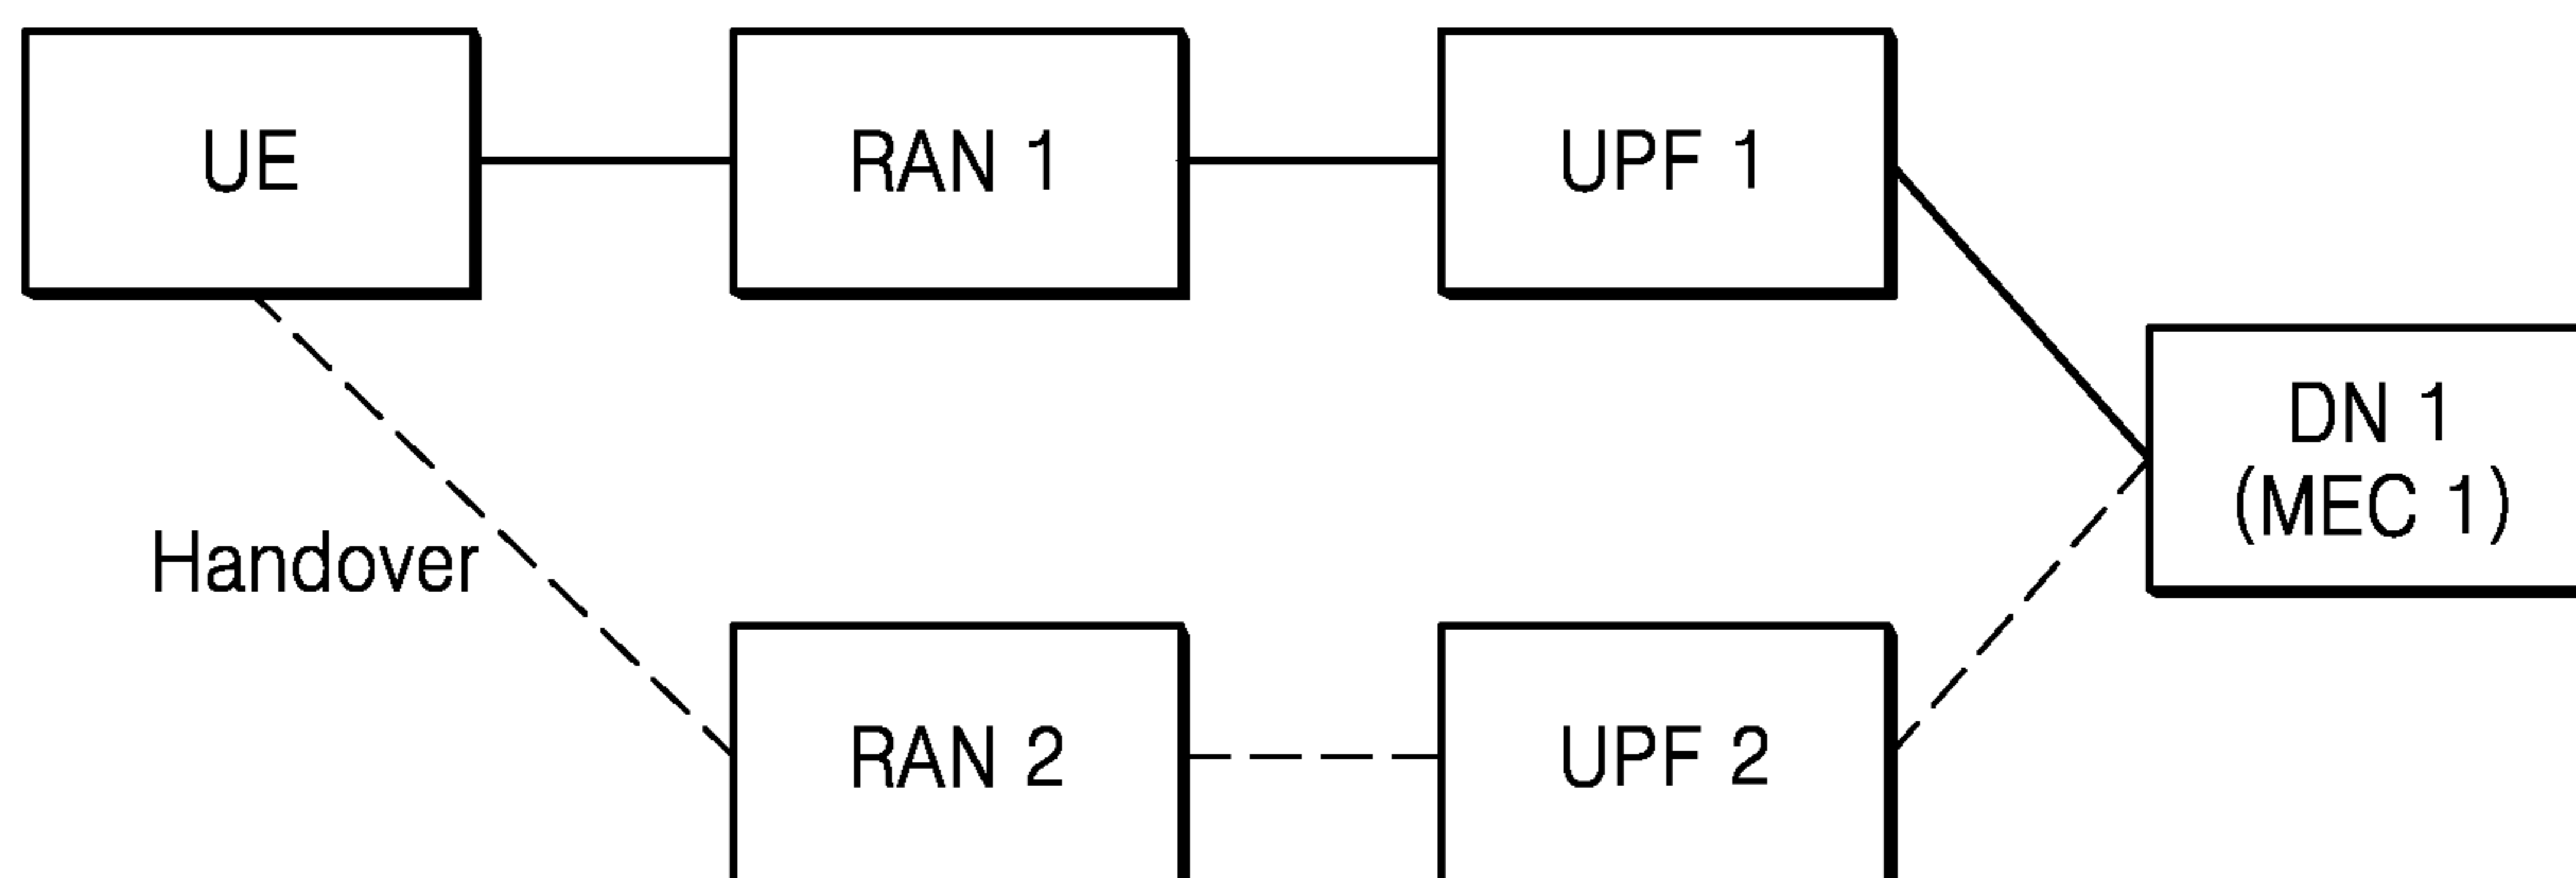 UE
RAN 1
UPF 1
DN 1
(MEC 1)
Handover
RAN 2
UPF 2